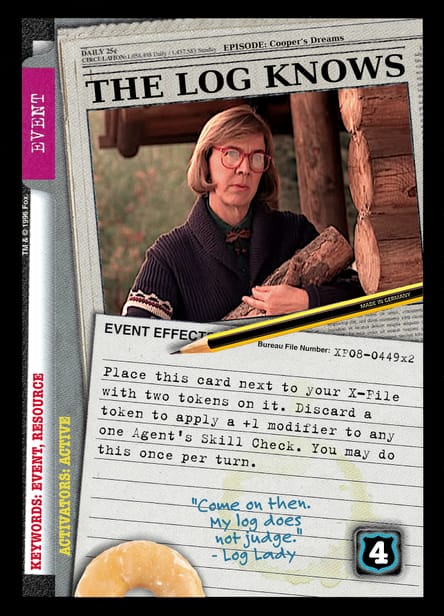 DAILY 25¢
CIRCULATION: 1,058,498 Daily / 1,457,583 Sunday
EPISODE: Cooper's Dreams
THE LOG KNOWS
EVENT
TM & © 1996 Fox.
MADE IN GERMANY
EVENT EFFECT
Bureau File Number: XF08-0449x2
Place this card next to your X-File
with two tokens on it. Discard a
token to apply a +1 modifier to any
one Agent's Skill Check. You may do
this once per turn.
"Come on then.
My log does
not judge."
- Log Lady
4
KEYWORDS: EVENT, RESOURCE
ACTIVATORS: ACTIVE